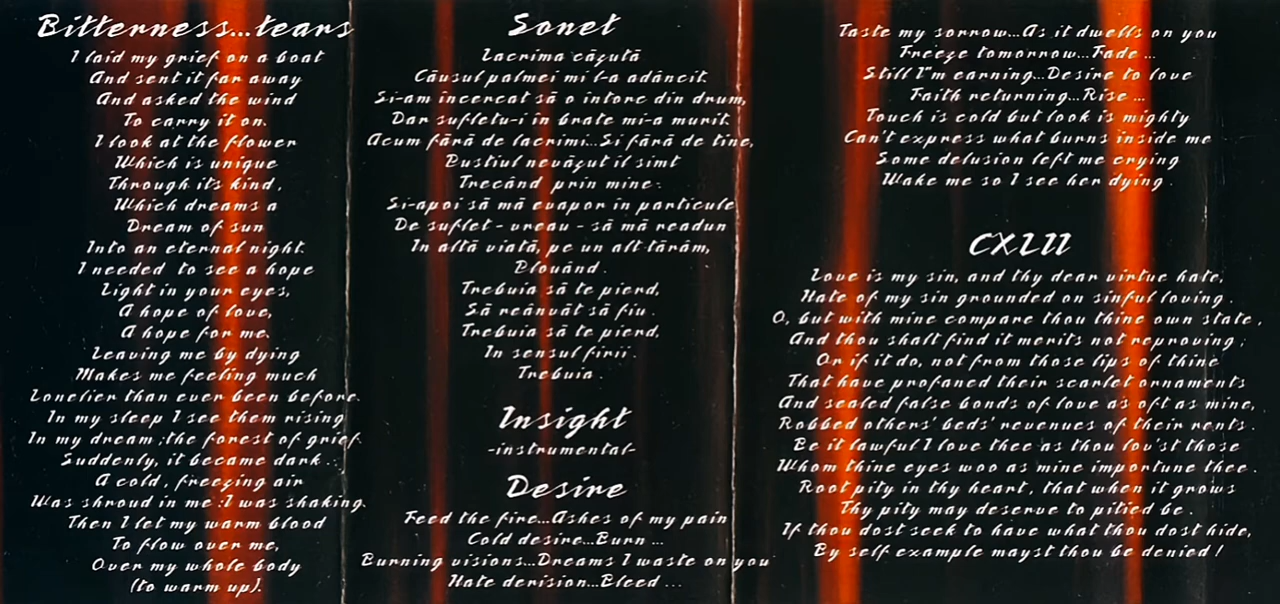 Bitterness...tears
I laid my grief on a boat
And sent it far away
And asked the wind
To carry it on.
I look at the flower
Which is unique
Through its kind,
Which dreams a
Dream of sun
Into an eternal night.
I needed to see a hope
Light in your eyes,
A hope of love,
A hope for me,
Leaving me by dying
Makes me feeling much
Lonelier than ever been before.
In my sleep I see them rising
In my dream ;the forest of grief.
Suddenly, it became dark...
A cold, freezing air
Was shroud in me :I was shaking.
Then I let my warm blood
To flow over me,
Over my whole body
(to warm up).
Sonet
Lacrima căzută
Căusul palmei mi l-a adâncit.
Si-am încercat să o întorc din drum,
Dar sufletu-i în brate mi-a murit.
Acum fără de lacrimi...Si fără de tine,
Pustiul nevăzut il simt
Trecând prin mine.
Si-apoi să mă evapor în particule
De suflet - vreau - să mă readun
In altă viată, pe un alt tărâm,
Plouând.
Trebuia să te pierd,
Să reânvăt să fiu.
Trebuia să te pierd,
In sensul firii.
Trebuia.
Insight
-instrumental-
Desire
Feed the fire...Ashes of my pain
Cold desire...Burn ...
Burning visions...Dreams I waste on you
Hate derision...Bleed ...
Taste my sorrow...As it dwells on you
Freeze tomorrow...Fade ...
Still I'm earning...Desire to love
Faith returning...Rise ...
Touch is cold but look is mighty
Can't express what burns inside me
Some delusion left me crying
Wake me so I see her dying.
CXLII
Love is my sin, and thy dear virtue hate,
Hate of my sin grounded on sinful loving.
O, but with mine compare thou thine own state,
And thou shalt find it merits not reproving;
Or if it do, not from those lips of thine
That have profaned their scarlet ornaments
And sealed false bonds of love as oft as mine,
Robbed others' beds' revenues of their rents.
Be it lawful I love thee as thou lov'st those
Whom thine eyes woo as mine importune thee.
Root pity in thy heart, that when it grows
Thy pity may deserve to pitied be.
If thou dost seek to have what thou dost hide,
By self example mayst thou be denied!